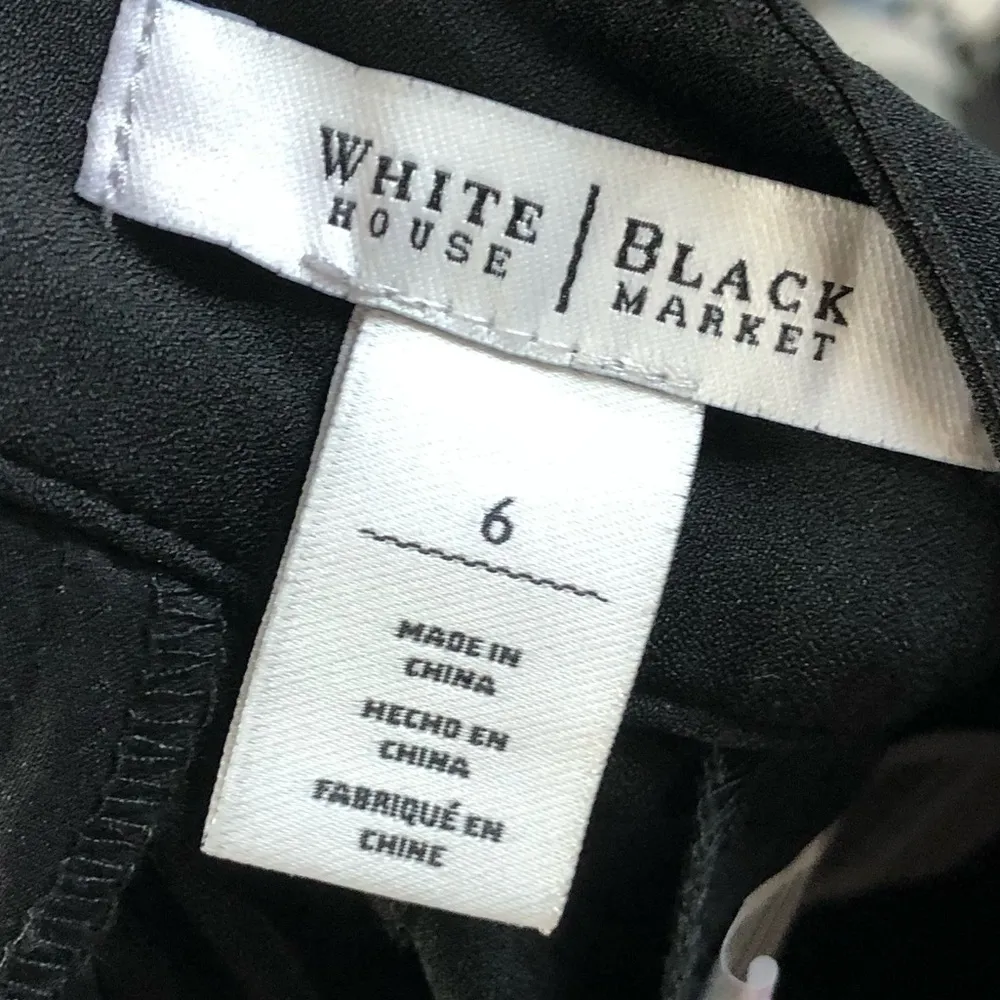 WHITE | BLACK
HOUSE | MARKET
6
MADE IN
CHINA
HECHO EN
CHINA
FABRIQUÉ EN
CHINE